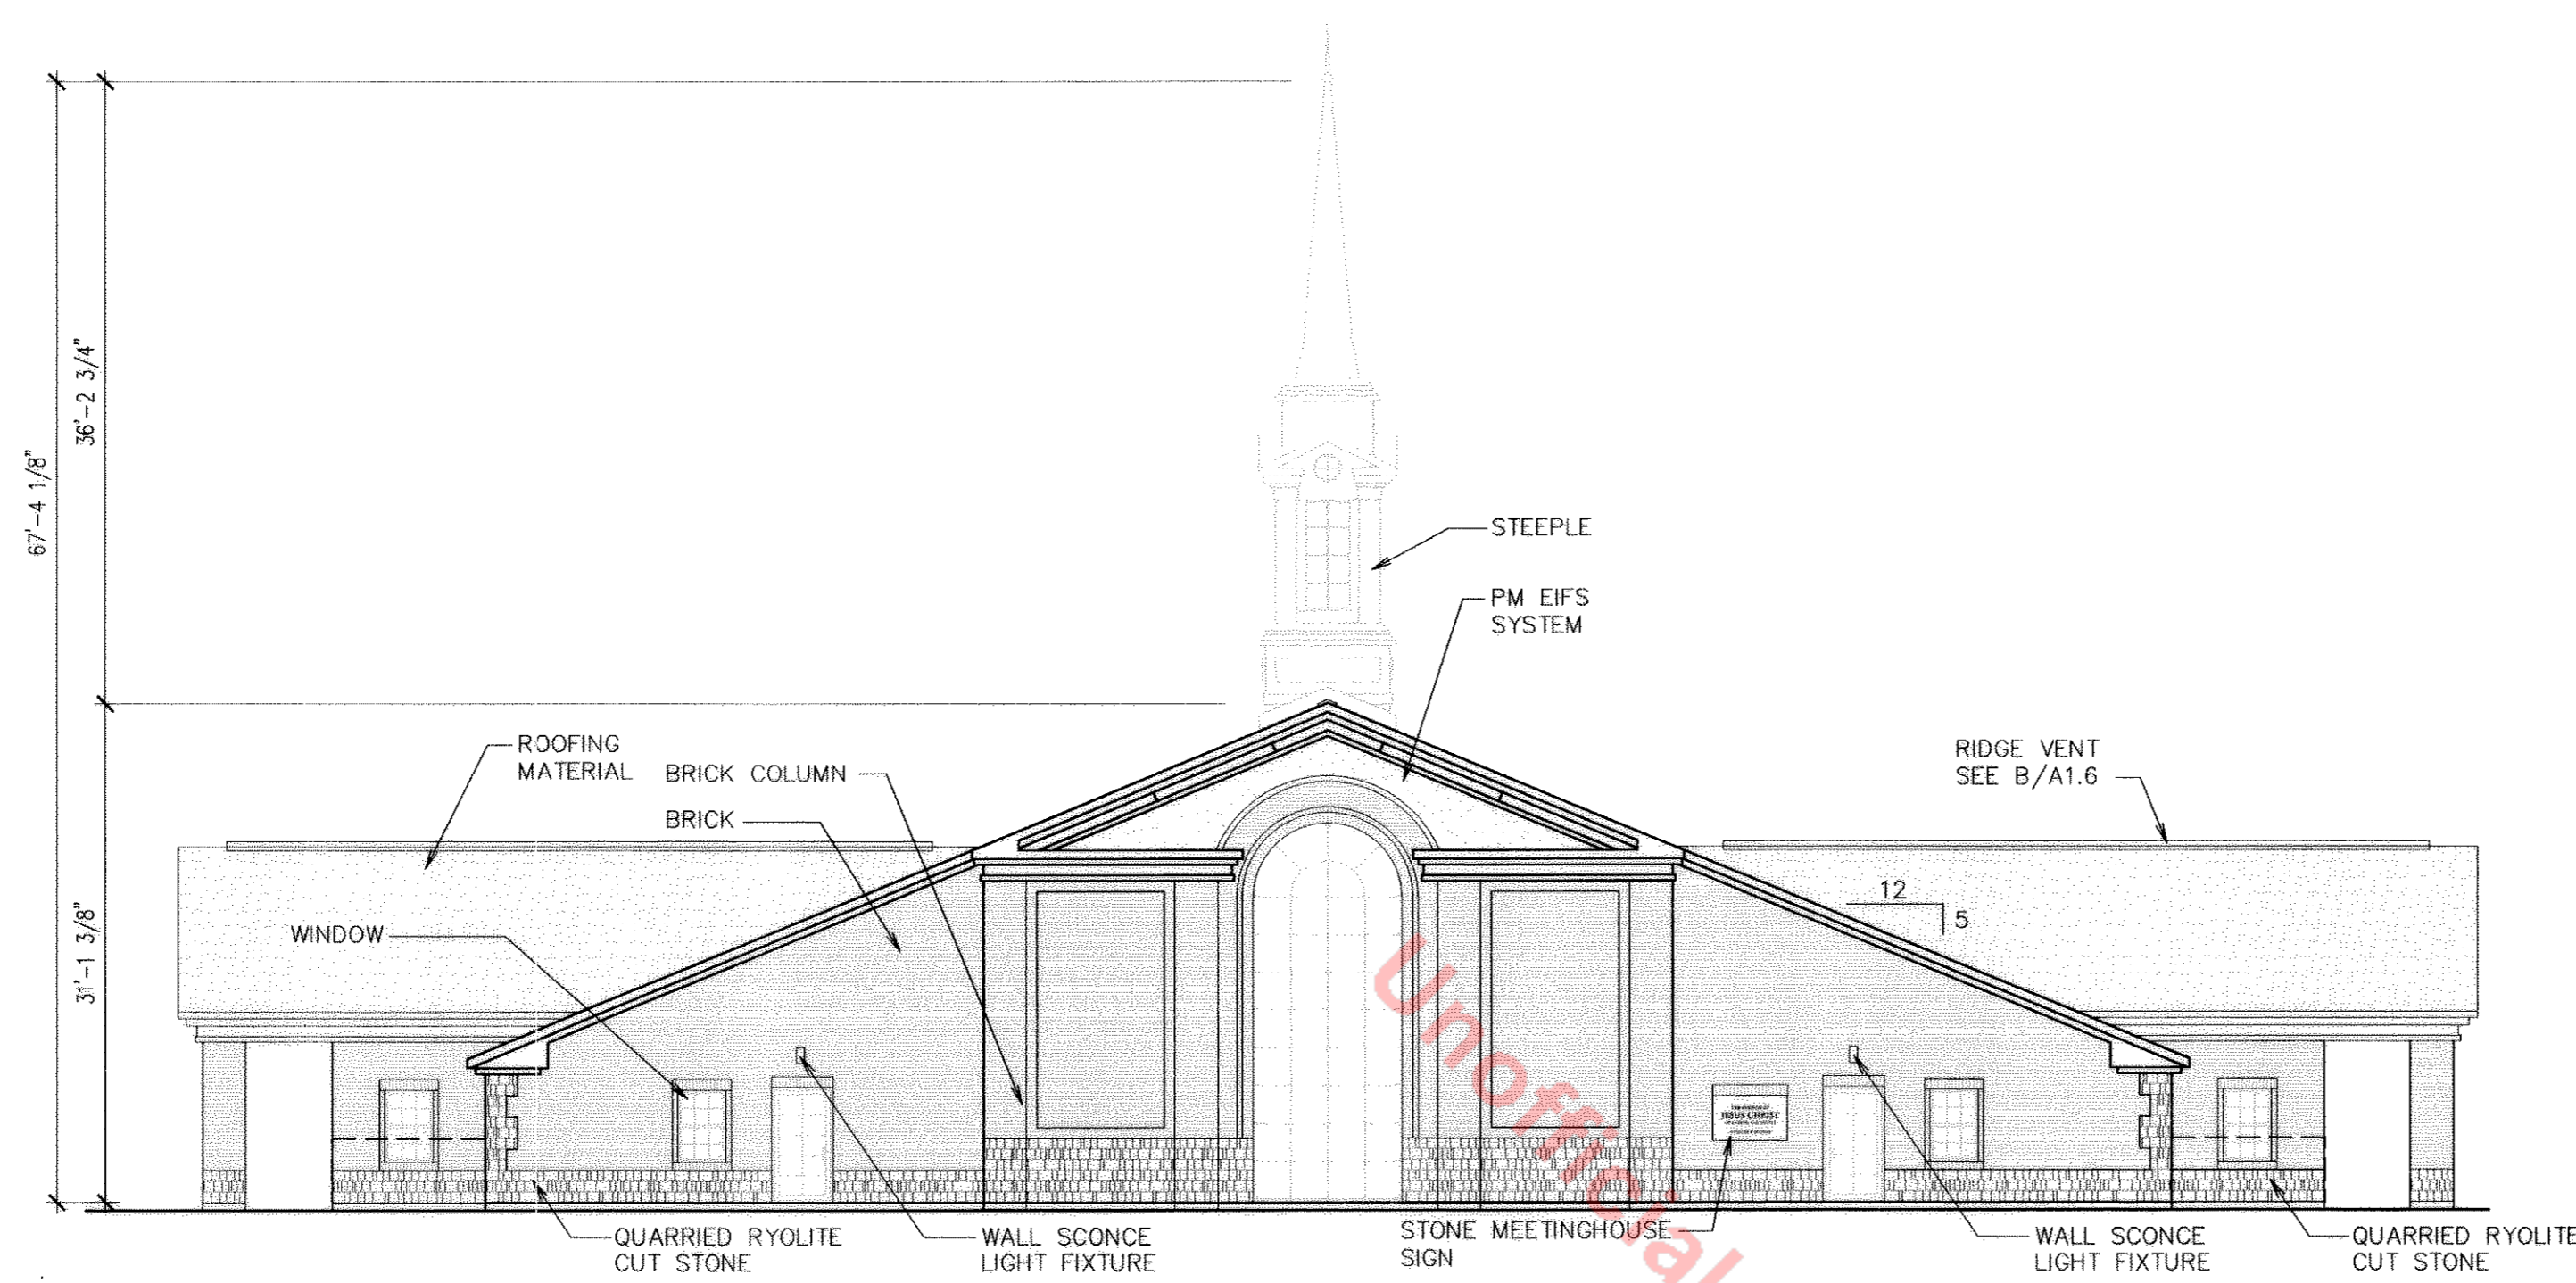 67'-4 1/8"
36'-2 3/4"
31'-1 3/8"
STEEPLE
PM EIFS
SYSTEM
ROOFING
MATERIAL
BRICK COLUMN
BRICK
WINDOW
RIDGE VENT
SEE B/A1.6
12
5
JESUS CHRIST
QUARRIED RYOLITE
CUT STONE
WALL SCONCE
LIGHT FIXTURE
STONE MEETINGHOUSE
SIGN
WALL SCONCE
LIGHT FIXTURE
QUARRIED RYOLITE
CUT STONE
Unofficial